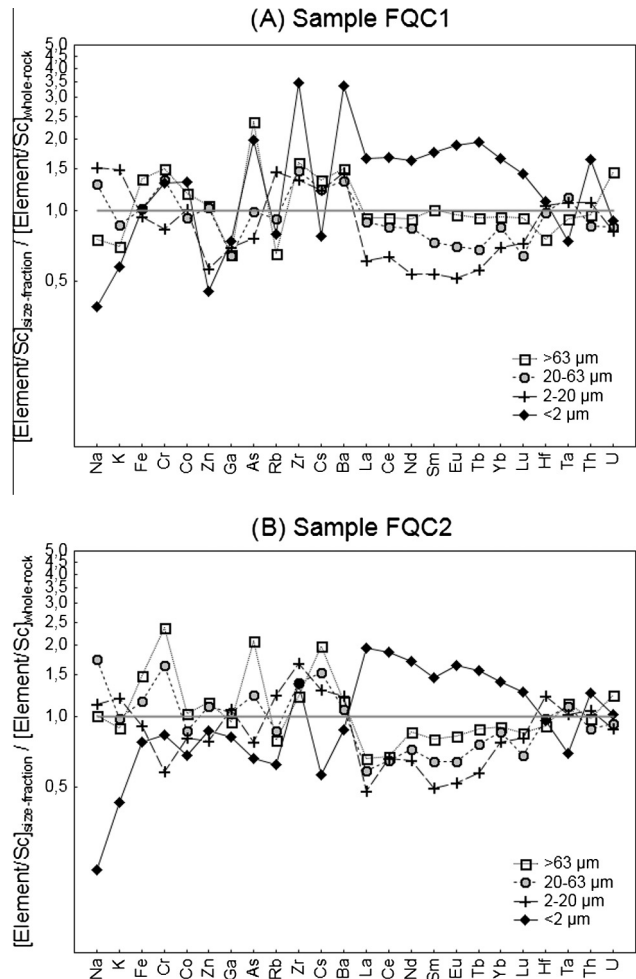 (A) Sample FQC1
[Element/Sc]size-fraction / [Element/Sc]whole-rock
5,0
4,5
4,0
3,5
3,0
2,5
2,0
1,5
1,0
0,5
>63 µm
20-63 µm
2-20 µm
<2 µm
Na K Fe Cr Co Zn Ga As Rb Zr Cs Ba La Ce Nd Sm Eu Tb Yb Lu Hf Ta Th U
(B) Sample FQC2
[Element/Sc]size-fraction / [Element/Sc]whole-rock
5,0
4,5
4,0
3,5
3,0
2,5
2,0
1,5
1,0
0,5
>63 µm
20-63 µm
2-20 µm
<2 µm
Na K Fe Cr Co Zn Ga As Rb Zr Cs Ba La Ce Nd Sm Eu Tb Yb Lu Hf Ta Th U